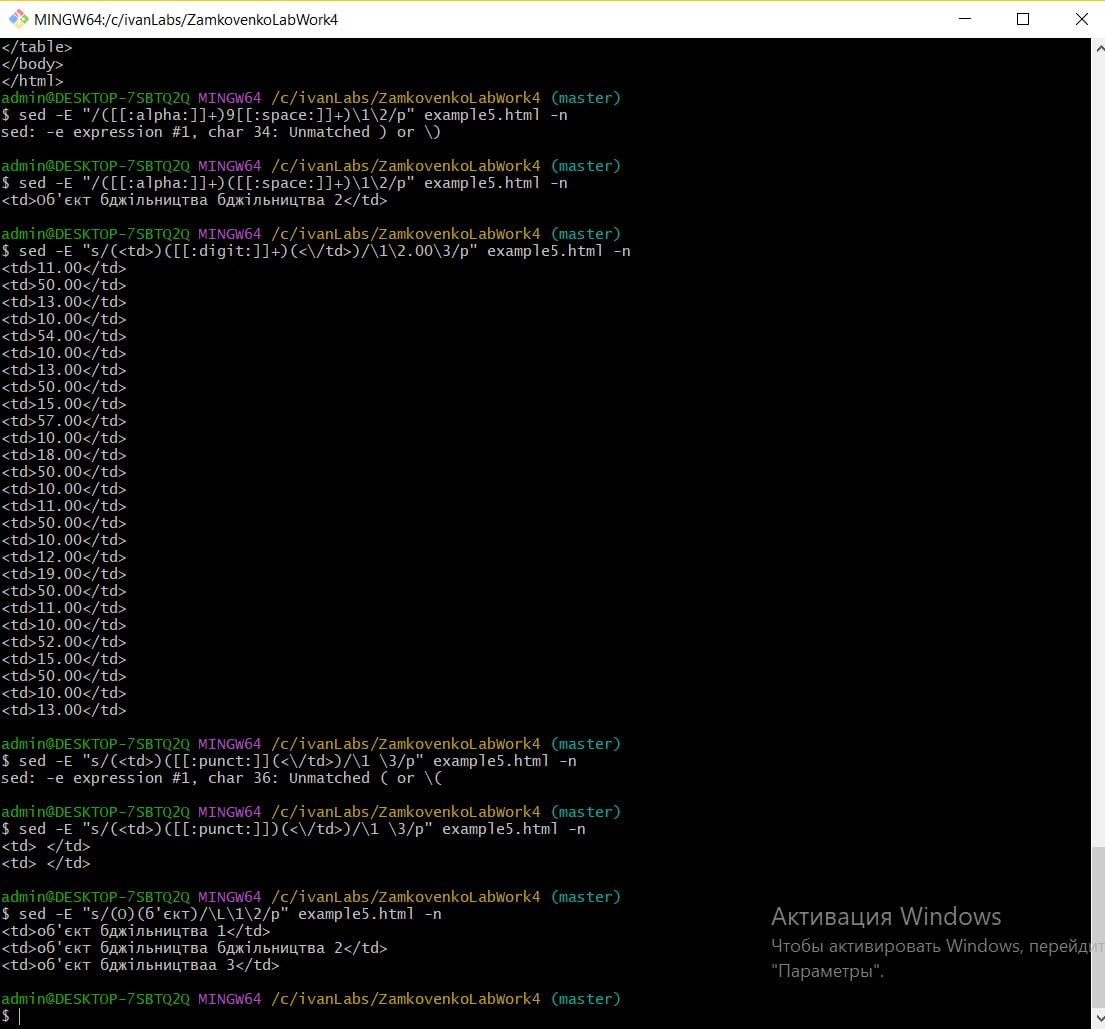 MINGW64:/c/ivanLabs/ZamkovenkoLabWork4
</table>
</body>
</html>
admin@DESKTOP-7SBTQ2Q MINGW64 /c/ivanLabs/ZamkovenkoLabWork4 (master)
$ sed -E "/([[:alpha:]]+)9[[:space:]]+)\1\2/p" example5.html -n
sed: -e expression #1, char 34: Unmatched ) or \)
admin@DESKTOP-7SBTQ2Q MINGW64 /c/ivanLabs/ZamkovenkoLabWork4 (master)
$ sed -E "/([[:alpha:]]+)([[:space:]]+)\1\2/p" example5.html -n
<td>Об'єкт бджільництва бджільництва 2</td>
admin@DESKTOP-7SBTQ2Q MINGW64 /c/ivanLabs/ZamkovenkoLabWork4 (master)
$ sed -E "s/(<td>)([[:digit:]]+)(<\/td>)/\1\2.00\3/p" example5.html -n
<td>11.00</td>
<td>50.00</td>
<td>13.00</td>
<td>10.00</td>
<td>54.00</td>
<td>10.00</td>
<td>13.00</td>
<td>50.00</td>
<td>15.00</td>
<td>57.00</td>
<td>10.00</td>
<td>18.00</td>
<td>50.00</td>
<td>10.00</td>
<td>11.00</td>
<td>50.00</td>
<td>10.00</td>
<td>12.00</td>
<td>19.00</td>
<td>50.00</td>
<td>11.00</td>
<td>10.00</td>
<td>52.00</td>
<td>15.00</td>
<td>50.00</td>
<td>10.00</td>
<td>13.00</td>
admin@DESKTOP-7SBTQ2Q MINGW64 /c/ivanLabs/ZamkovenkoLabWork4 (master)
$ sed -E "s/(<td>)([[:punct:]](<\/td>)/\1 \3/p" example5.html -n
sed: -e expression #1, char 36: Unmatched ( or \(
admin@DESKTOP-7SBTQ2Q MINGW64 /c/ivanLabs/ZamkovenkoLabWork4 (master)
$ sed -E "s/(<td>)([[:punct:]])(<\/td>)/\1 \3/p" example5.html -n
<td> </td>
<td> </td>
admin@DESKTOP-7SBTQ2Q MINGW64 /c/ivanLabs/ZamkovenkoLabWork4 (master)
$ sed -E "s/(О)(б'єкт)/\L\1\2/p" example5.html -n
<td>об'єкт бджільництва 1</td>
<td>об'єкт бджільництва бджільництва 2</td>
<td>об'єкт бджільництваа 3</td>
admin@DESKTOP-7SBTQ2Q MINGW64 /c/ivanLabs/ZamkovenkoLabWork4 (master)
$
Активация Windows
Чтобы активировать Windows, перейдит
"Параметры".